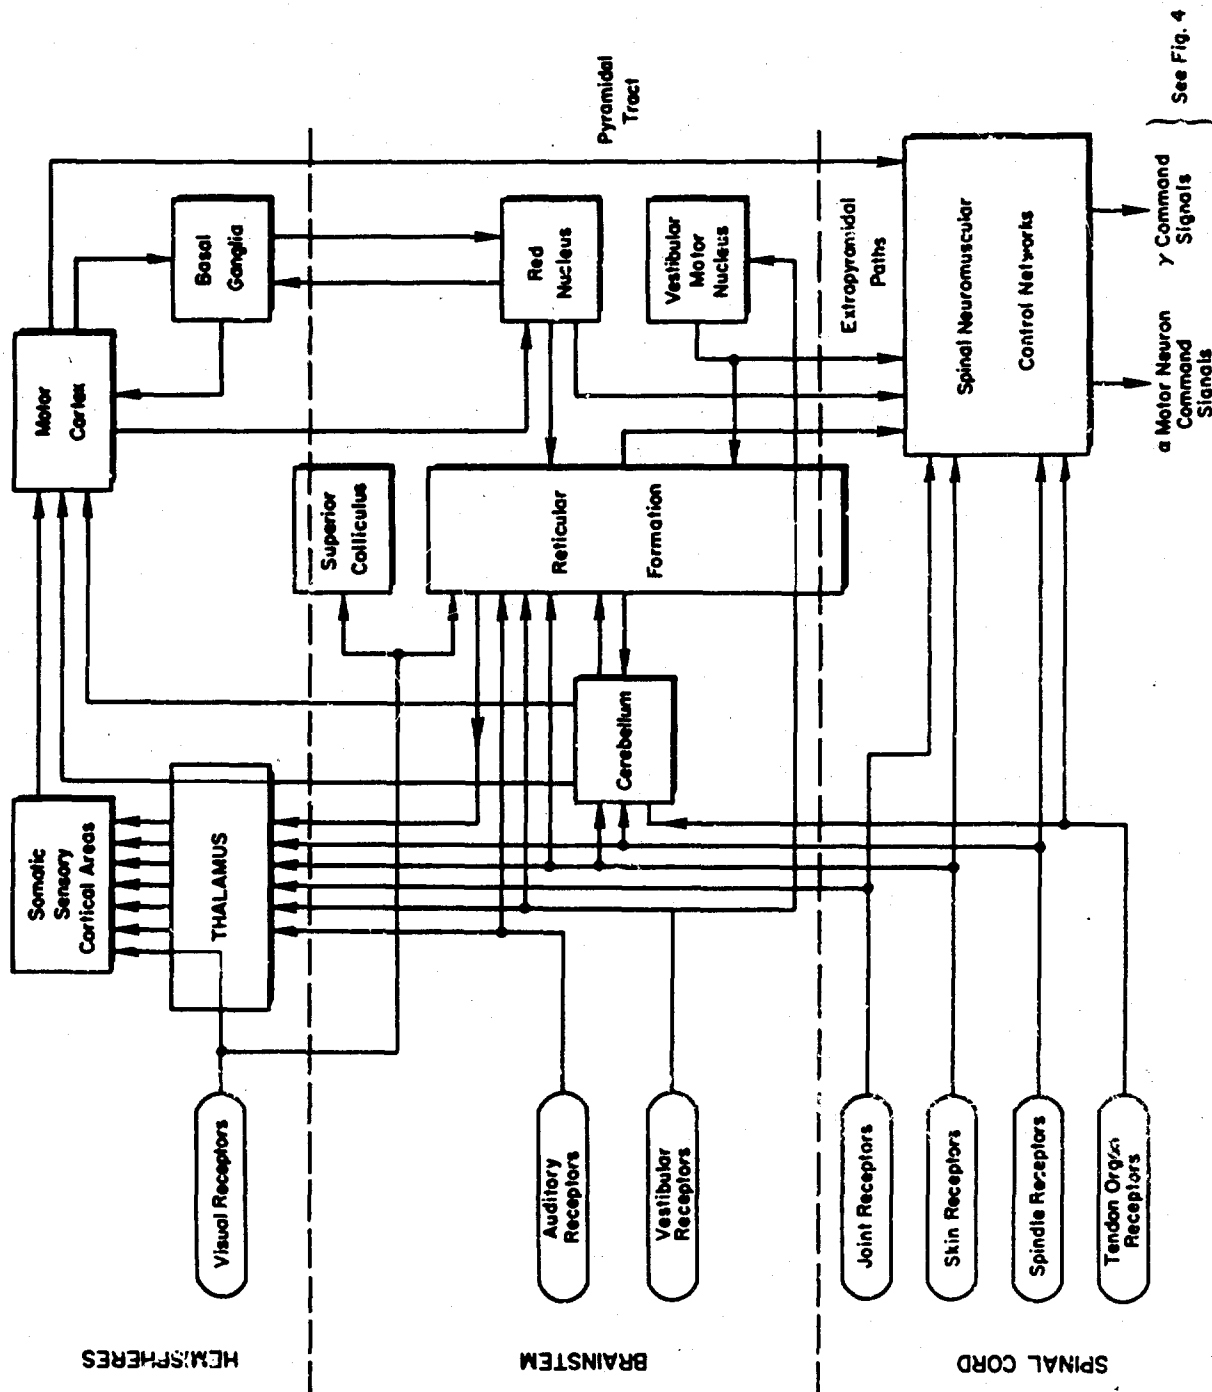 HEMISPHERES
BRAINSTEM
SPINAL CORD
Visual Receptors
Auditory
Receptors
Vestibular
Receptors
Joint Receptors
Skin Receptors
Spindle Receptors
Tendon Organ
Receptors
Somatic
Sensory
Cortical Areas
THALAMUS
Cerebellum
Superior
Colliculus
Reticular
Formation
Motor
Cortex
Basal
Ganglia
Red
Nucleus
Vestibular
Motor
Nucleus
Pyramidal
Tract
Extrapyramidal
Paths
Spinal Neuromuscular
Control Networks
α Motor Neuron
Command
Signals
γ Command
Signals
} See Fig. 4